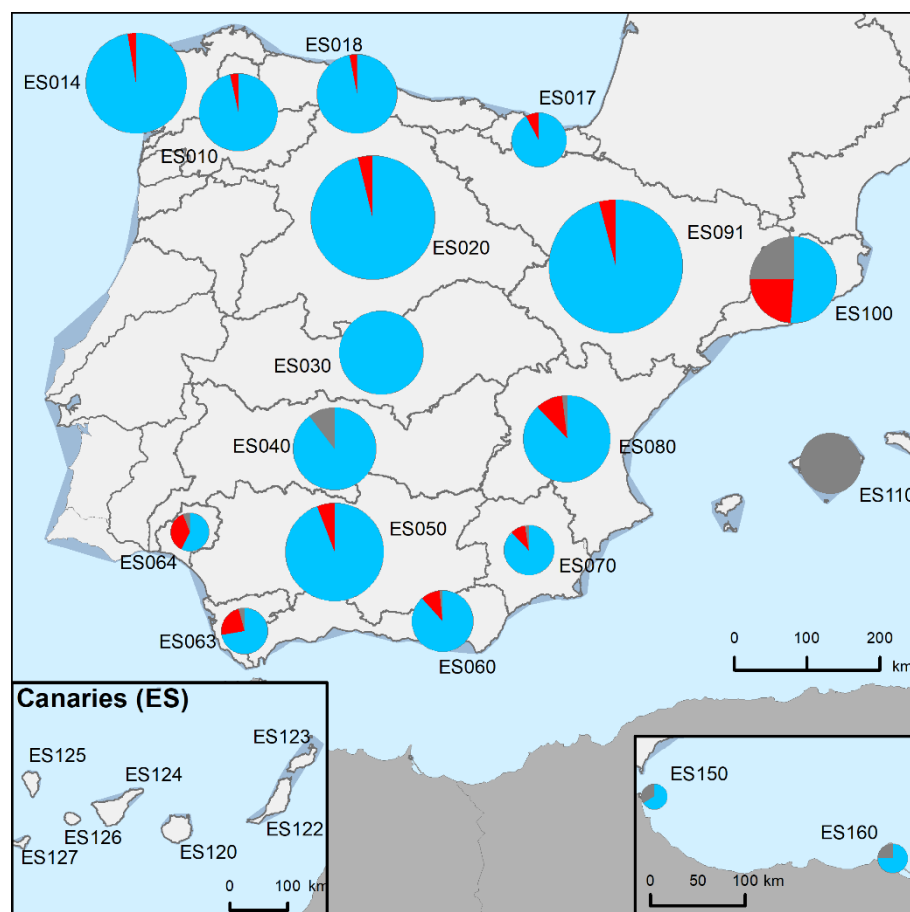 ES018
ES014
ES017
ES010
ES091
ES020
ES100
ES030
ES040
ES080
ES110
ES050
ES064
ES070
ES063
ES060
0 100 200
km
Canaries (ES)
ES123
ES125
ES124
ES150
ES126
ES122
ES120
ES127
ES160
0 100 km
0 50 100 km